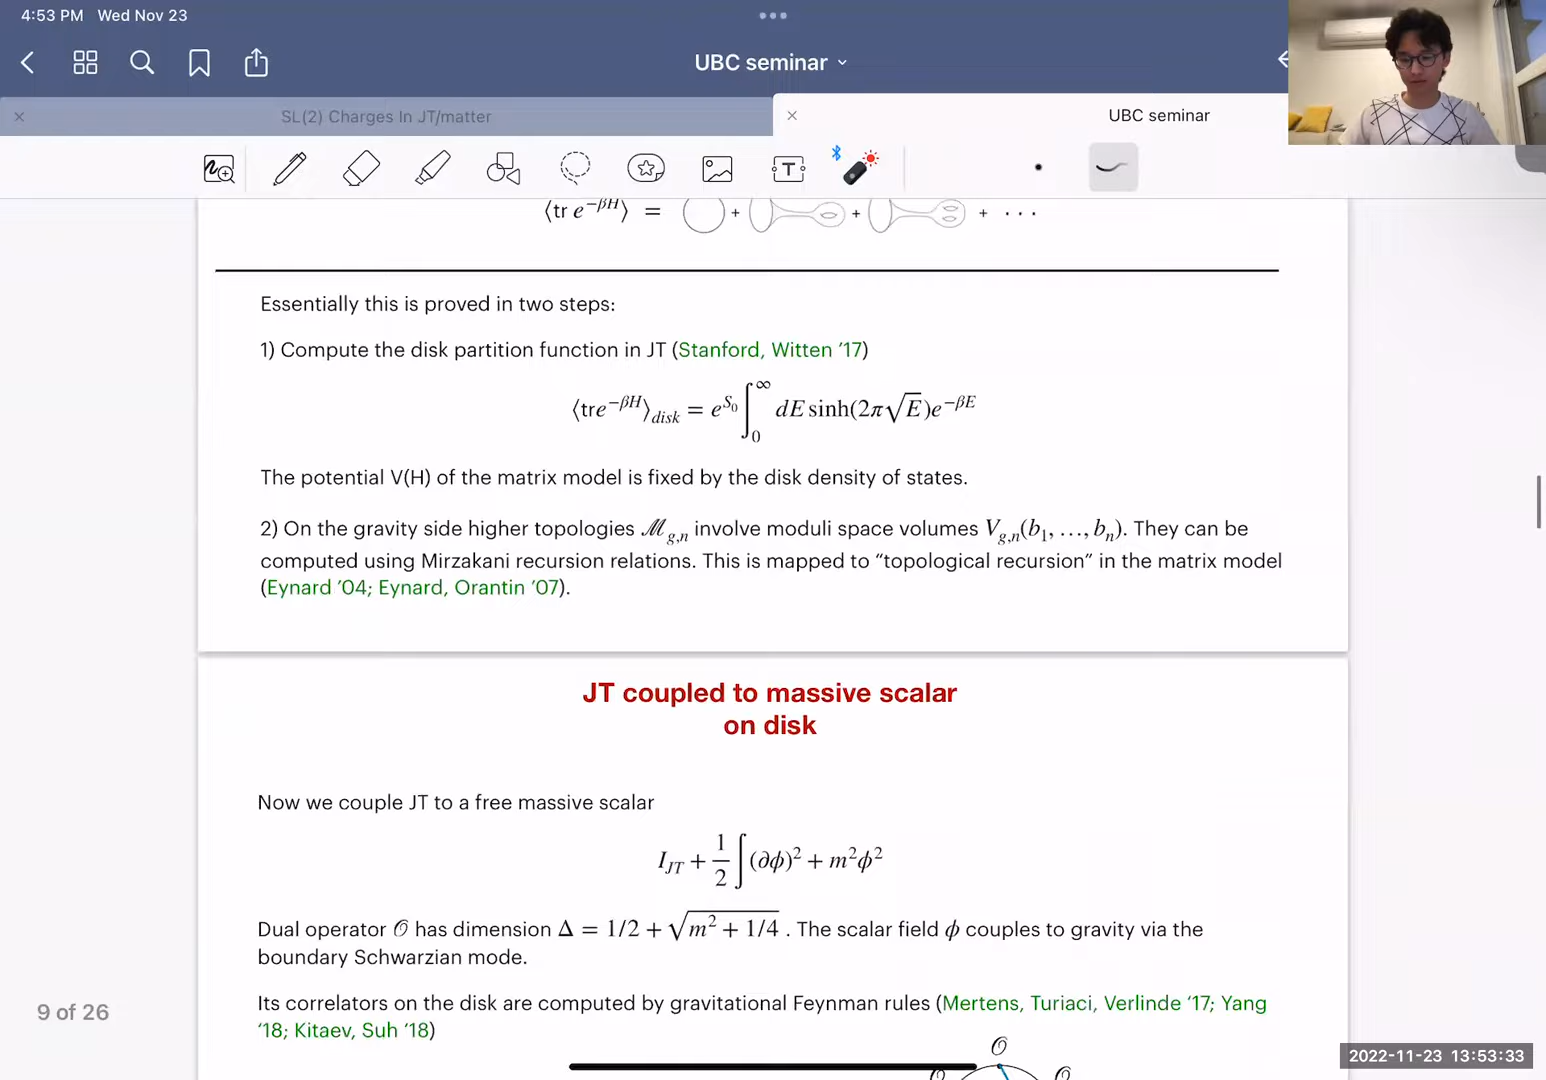 4:53 PM Wed Nov 23
UBC seminar
SL(2) Charges In JT/matter
UBC seminar
T
⟨tr e^{−βH}⟩ = + + + · · ·
Essentially this is proved in two steps:
1) Compute the disk partition function in JT (Stanford, Witten '17)
⟨tre^{−βH}⟩_{disk} = e^{S_0} ∫_0^∞ dE sinh(2π√E)e^{−βE}
The potential V(H) of the matrix model is fixed by the disk density of states.
2) On the gravity side higher topologies ℳ_{g,n} involve moduli space volumes V_{g,n}(b_1, …, b_n). They can be
computed using Mirzakani recursion relations. This is mapped to “topological recursion” in the matrix model
(Eynard '04; Eynard, Orantin '07).
JT coupled to massive scalar
on disk
Now we couple JT to a free massive scalar
I_{JT} + 1/2 ∫(∂ϕ)² + m²ϕ²
Dual operator 𝒪 has dimension Δ = 1/2 + √(m² + 1/4) . The scalar field ϕ couples to gravity via the
boundary Schwarzian mode.
Its correlators on the disk are computed by gravitational Feynman rules (Mertens, Turiaci, Verlinde '17; Yang
'18; Kitaev, Suh '18)
𝒪
9 of 26
2022-11-23 13:53:33